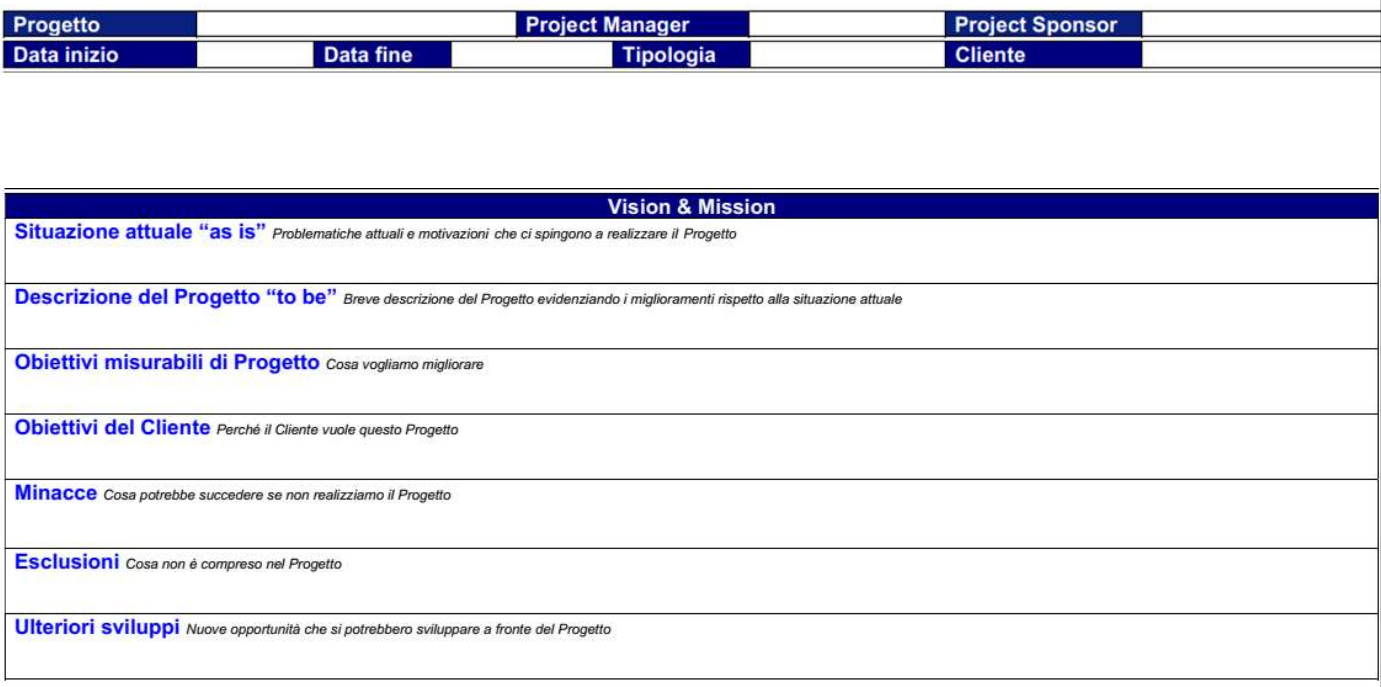 Progetto Project Manager Project Sponsor
Data inizio Data fine Tipologia Cliente
Vision & Mission
Situazione attuale “as is” Problematiche attuali e motivazioni che ci spingono a realizzare il Progetto
Descrizione del Progetto “to be” Breve descrizione del Progetto evidenziando i miglioramenti rispetto alla situazione attuale
Obiettivi misurabili di Progetto Cosa vogliamo migliorare
Obiettivi del Cliente Perché il Cliente vuole questo Progetto
Minacce Cosa potrebbe succedere se non realizziamo il Progetto
Esclusioni Cosa non è compreso nel Progetto
Ulteriori sviluppi Nuove opportunità che si potrebbero sviluppare a fronte del Progetto